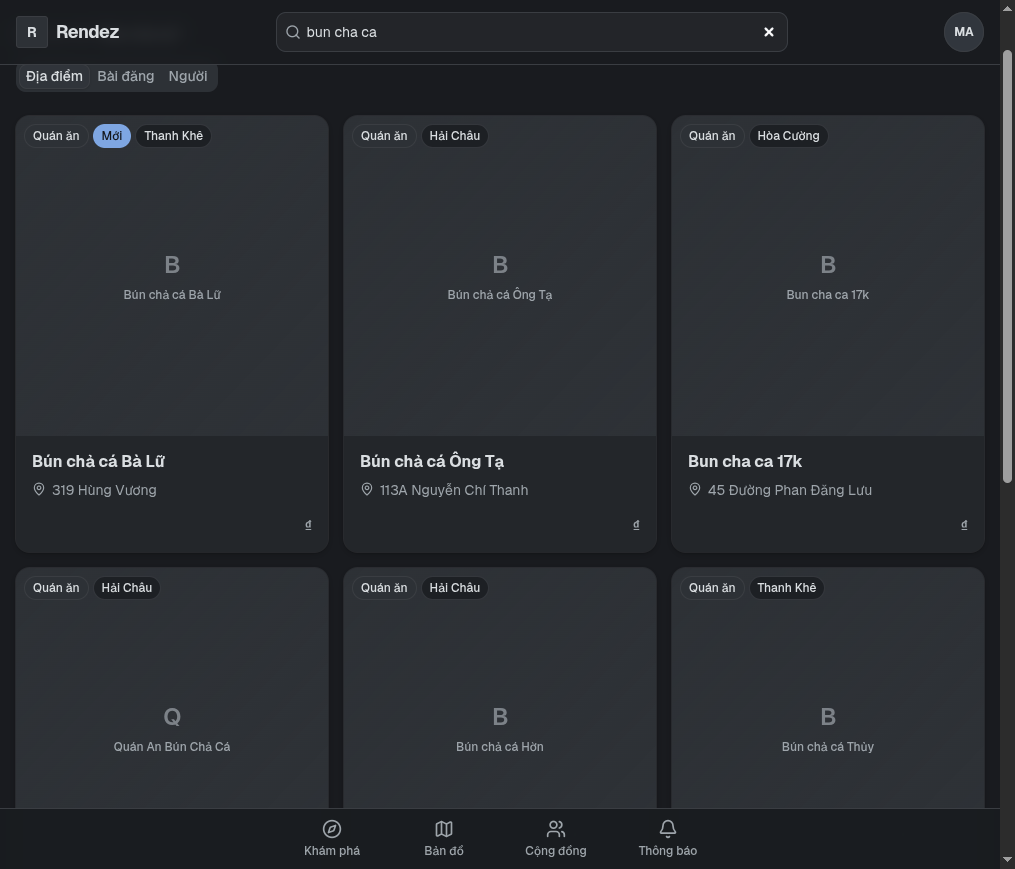 R Rendez
bun cha ca
MA
Địa điểm Bài đăng Người
Quán ăn Mới Thanh Khê
B
Bún chả cá Bà Lữ
Bún chả cá Bà Lữ
319 Hùng Vương
₫
Quán ăn Hải Châu
B
Bún chả cá Ông Tạ
Bún chả cá Ông Tạ
113A Nguyễn Chí Thanh
₫
Quán ăn Hòa Cường
B
Bun cha ca 17k
Bun cha ca 17k
45 Đường Phan Đăng Lưu
₫
Quán ăn Hải Châu
Q
Quán An Bún Chả Cá
Quán ăn Hải Châu
B
Bún chả cá Hờn
Quán ăn Thanh Khê
B
Bún chả cá Thủy
Khám phá
Bản đồ
Cộng đồng
Thông báo